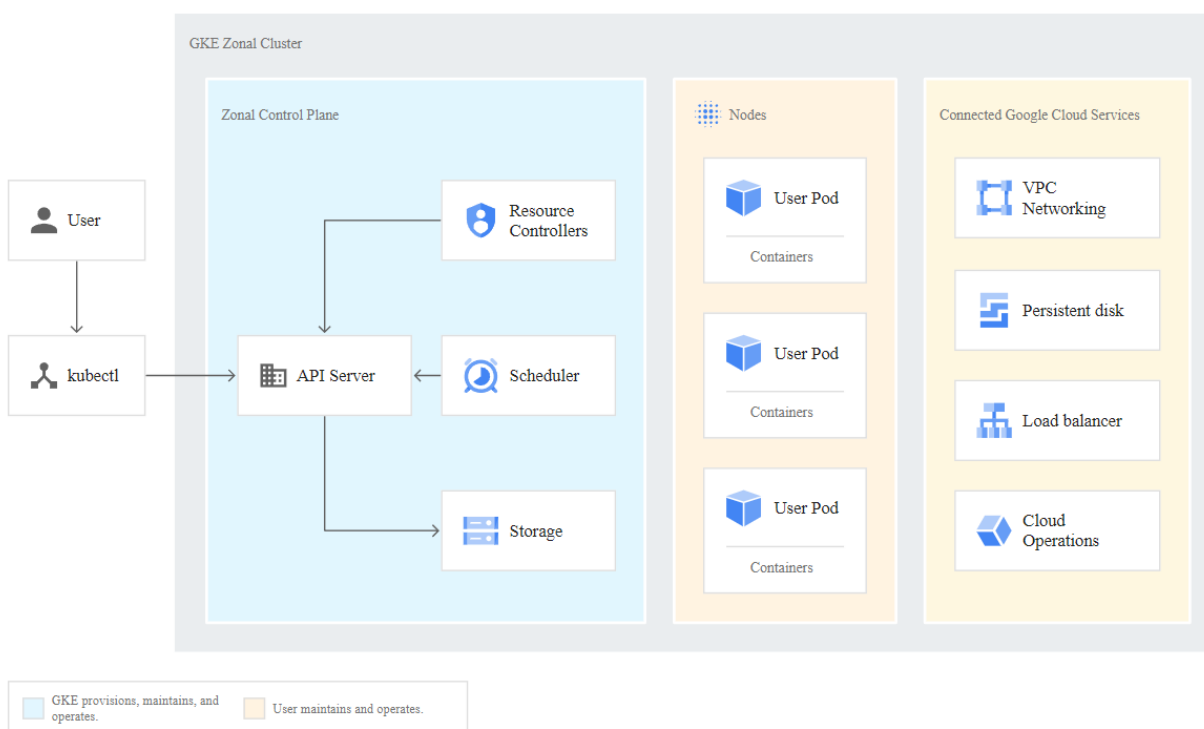 GKE Zonal Cluster
Zonal Control Plane
Nodes
Connected Google Cloud Services
User
kubectl
Resource
Controllers
API Server
Scheduler
Storage
User Pod
Containers
User Pod
Containers
User Pod
Containers
VPC
Networking
Persistent disk
Load balancer
Cloud
Operations
GKE provisions, maintains, and
operates.
User maintains and operates.